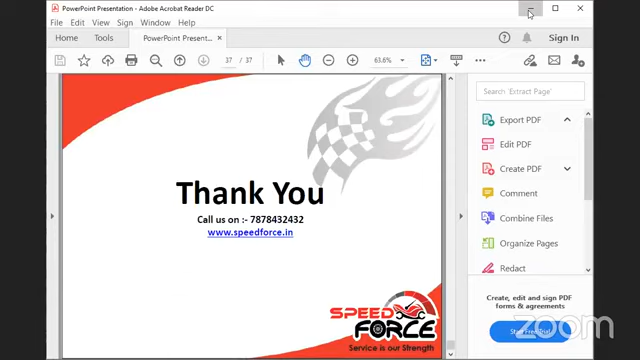 PowerPoint Presentation - Adobe Acrobat Reader DC
File Edit View Sign Window Help
Home Tools PowerPoint Present... × Sign In
37 / 37 63.6%
Search 'Extract Page'
Export PDF
Edit PDF
Create PDF
Comment
Combine Files
Organize Pages
Redact
Thank You
Call us on :- 7878432432
www.speedforce.in
SPEED
FORCE
Service is our Strength
Create, edit and sign PDF
forms & agreements
Start Free Trial
zoom